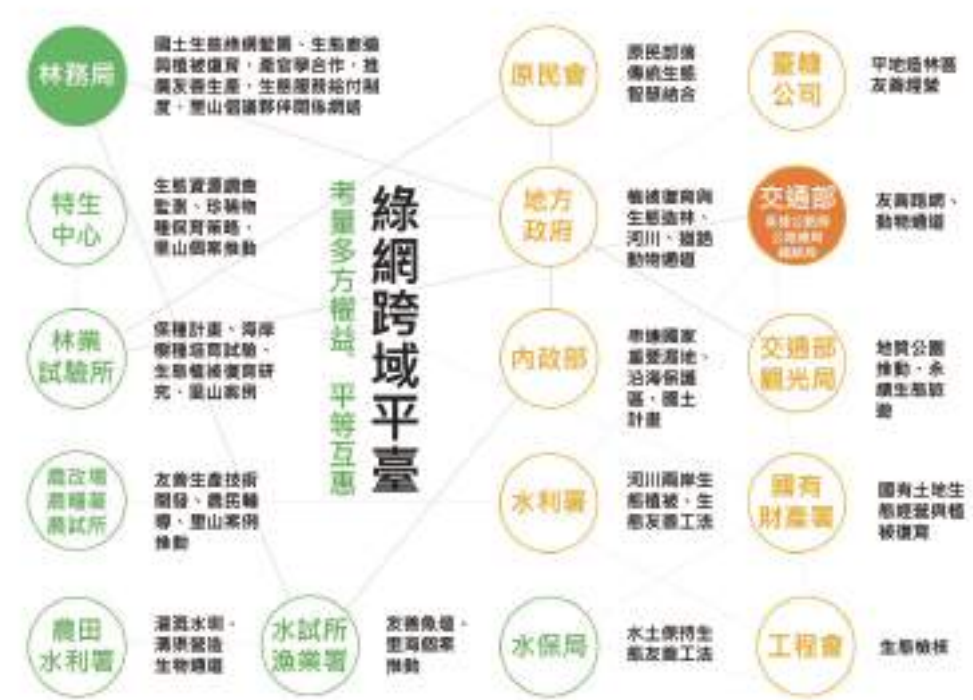 林務局
國土生態綠網營置、生態廊道
與植被復育，產官學合作，推
廣友善生產，生態服務給付制
度，里山倡議夥伴關係網絡
原民會
原民部落
傳統生態
智慧結合
臺糖
公司
平地造林區
友善經營
特生
中心
生態資源調查
監測、珍稀物
種保育策略、
里山個案推動
考量多方權益、平等互惠
綠網跨域平臺
地方
政府
植被復育與
生態造林、
河川、道路
動物通道
交通部
友善路網、
動物通道
林業
試驗所
保種計畫、海岸
樹種培育試驗、
生態植被復育研
究、里山案例
內政部
串連國家
重要濕地、
沿海保護
區、國土
計畫
交通部
觀光局
地質公園
推動、永
續生態旅
遊
農改場
農糧署
農試所
友善生產技術
開發、農民輔
導、里山案例
推動
水利署
河川兩岸生
態植被、生
態友善工法
國有
財產署
國有土地生
態經營與植
被復育
農田
水利署
灌溉水圳、
溝渠營造
生物通道
水試所
漁業署
友善魚塭、
里海個案
推動
水保局
水土保持生
態友善工法
工程會
生態檢核